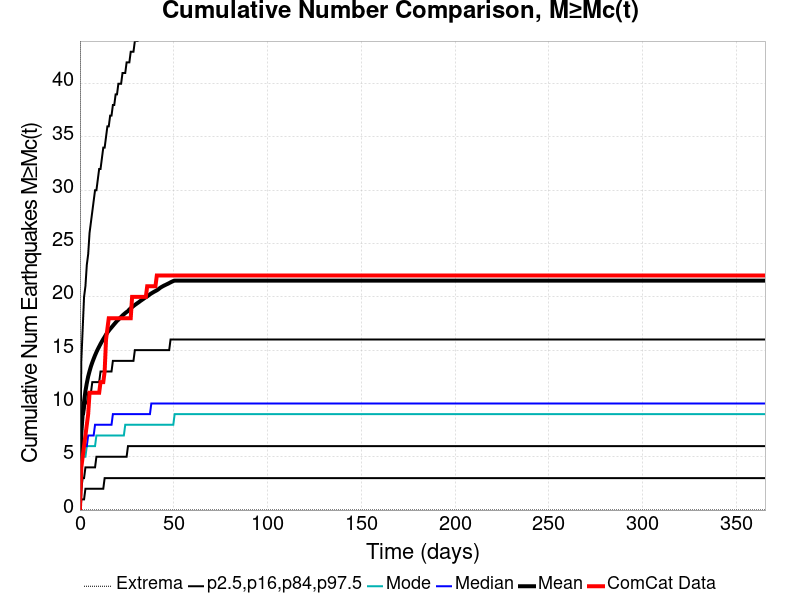 Cumulative Number Comparison, M≥Mc(t)
Cumulative Num Earthquakes M≥Mc(t)
40
35
30
25
20
15
10
5
0
0 50 100 150 200 250 300 350
Time (days)
Extrema p2.5,p16,p84,p97.5 Mode Median Mean ComCat Data